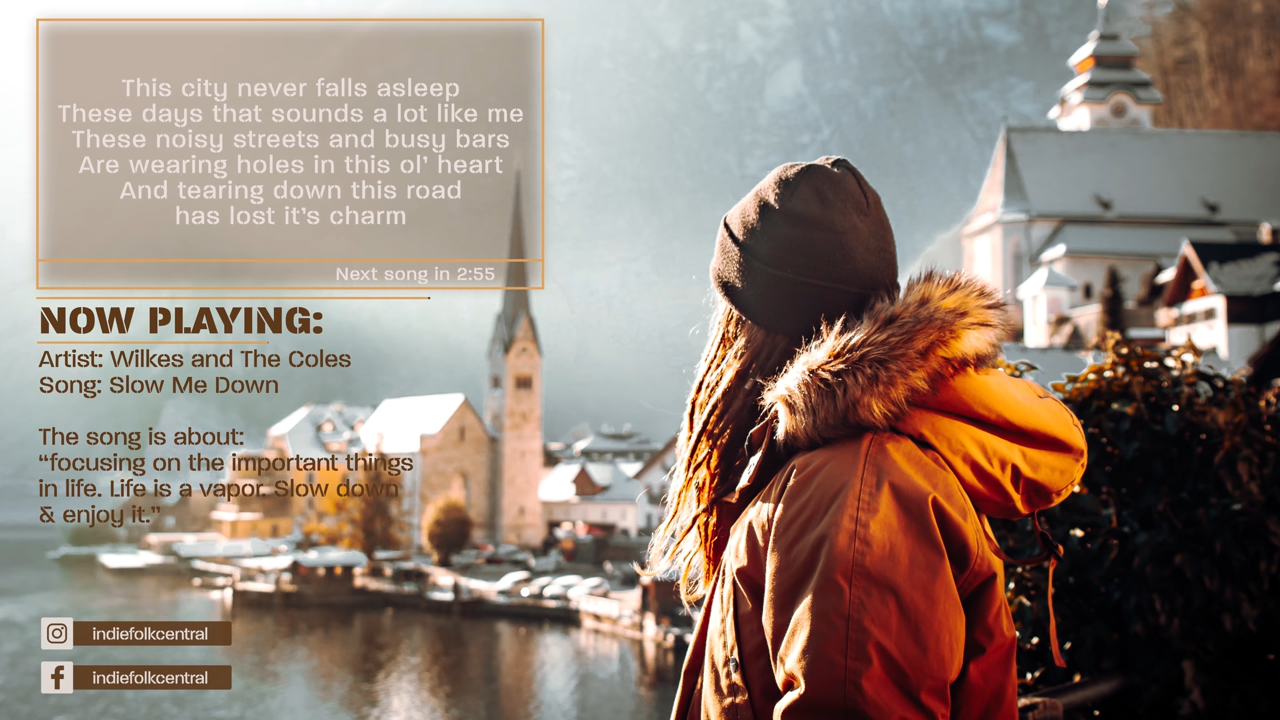 This city never falls asleep
These days that sounds a lot like me
These noisy streets and busy bars
Are wearing holes in this ol’ heart
And tearing down this road
has lost it’s charm
Next song in 2:55
NOW PLAYING:
Artist: Wilkes and The Coles
Song: Slow Me Down
The song is about:
“focusing on the important things
in life. Life is a vapor. Slow down
& enjoy it.”
indiefolkcentral
indiefolkcentral